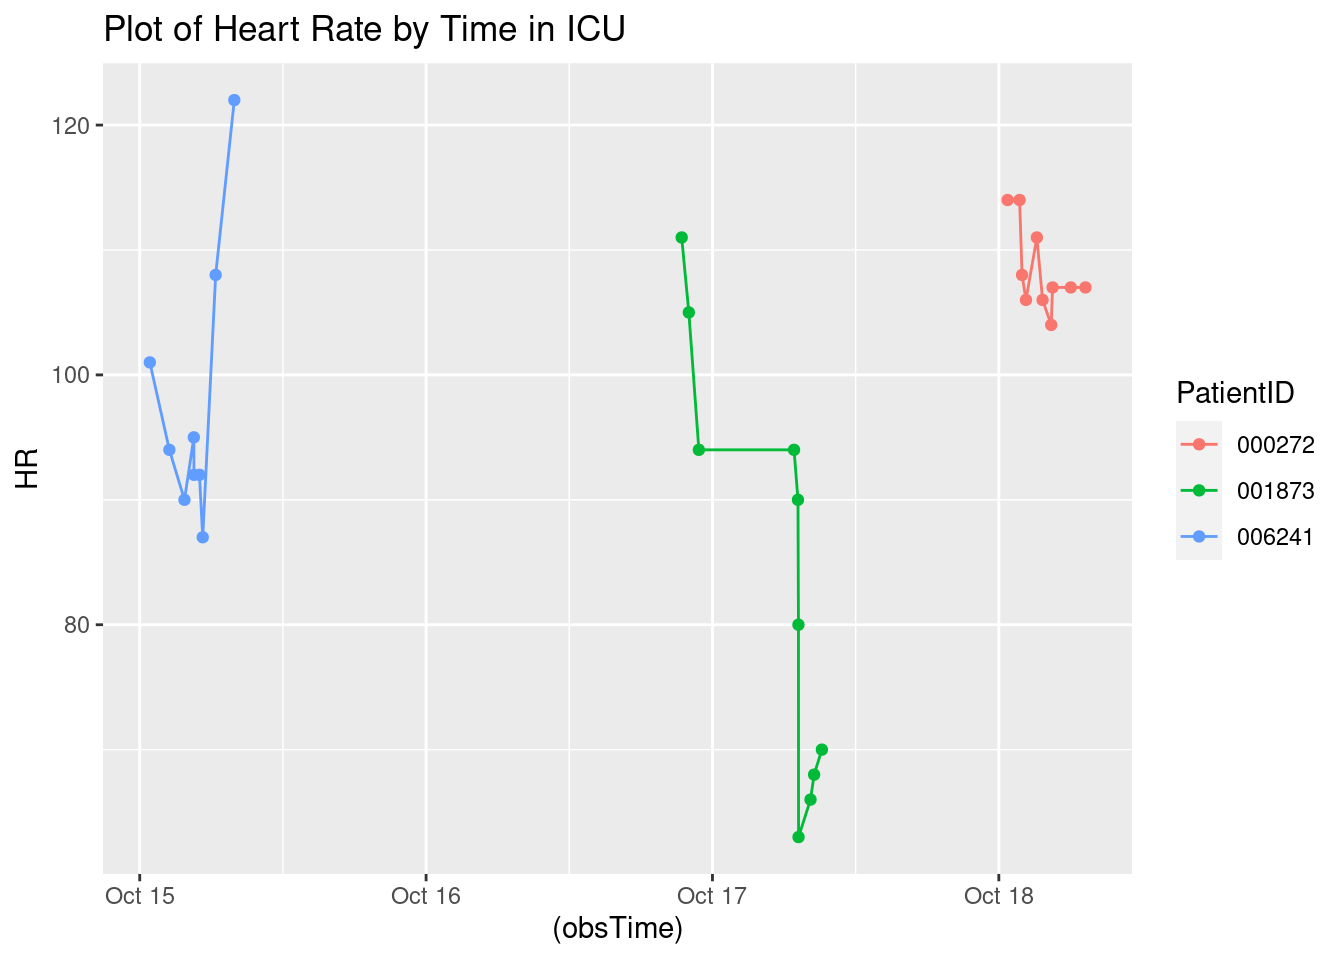 Plot of Heart Rate by Time in ICU
120
100
80
HR
Oct 15
Oct 16
Oct 17
Oct 18
(obsTime)
PatientID
000272
001873
006241